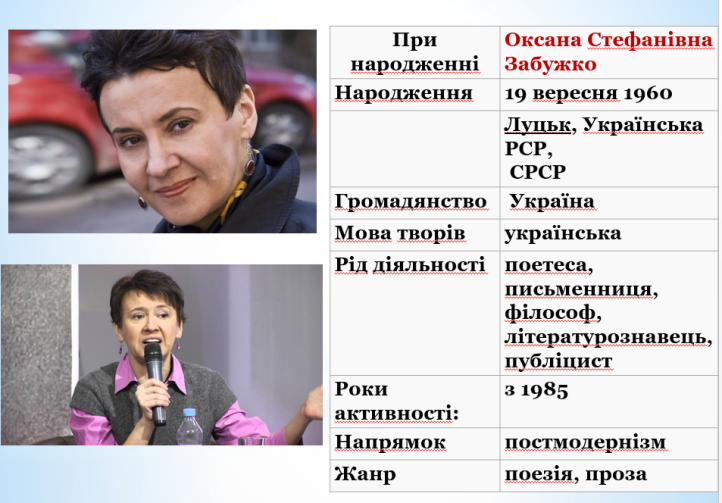 При
народженні
Оксана Стефанівна
Забужко
Народження
19 вересня 1960
Луцьк, Українська
РСР,
СРСР
Громадянство
Україна
Мова творів
українська
Рід діяльності
поетеса,
письменниця,
філософ,
літературознавець,
публіцист
Роки
активності:
з 1985
Напрямок
постмодернізм
Жанр
поезія, проза